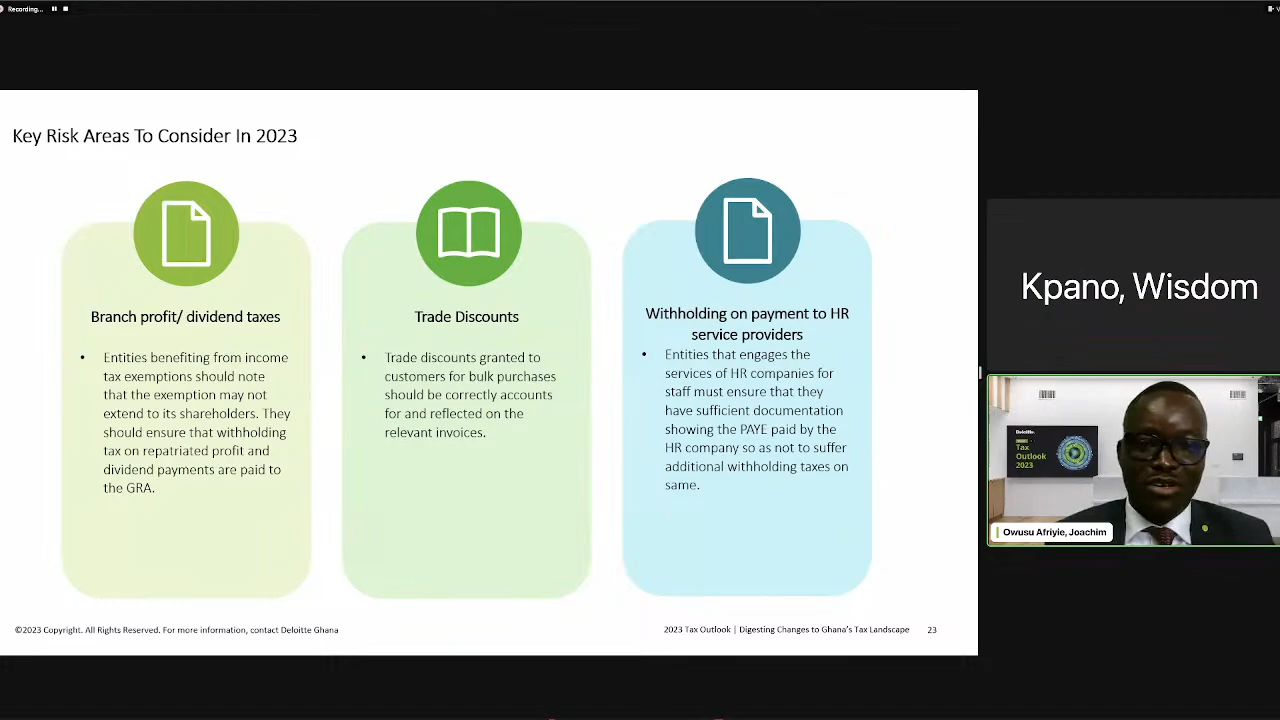 Recording...
Key Risk Areas To Consider In 2023
Branch profit/ dividend taxes
• Entities benefiting from income
tax exemptions should note
that the exemption may not
extend to its shareholders. They
should ensure that withholding
tax on repatriated profit and
dividend payments are paid to
the GRA.
Trade Discounts
• Trade discounts granted to
customers for bulk purchases
should be correctly accounts
for and reflected on the
relevant invoices.
Withholding on payment to HR
service providers
• Entities that engages the
services of HR companies for
staff must ensure that they
have sufficient documentation
showing the PAYE paid by the
HR company so as not to suffer
additional withholding taxes on
same.
©2023 Copyright. All Rights Reserved. For more information, contact Deloitte Ghana
2023 Tax Outlook | Digesting Changes to Ghana's Tax Landscape 23
Kpano, Wisdom
Deloitte.
Tax
Outlook
2023
Owusu Afriyie, Joachim